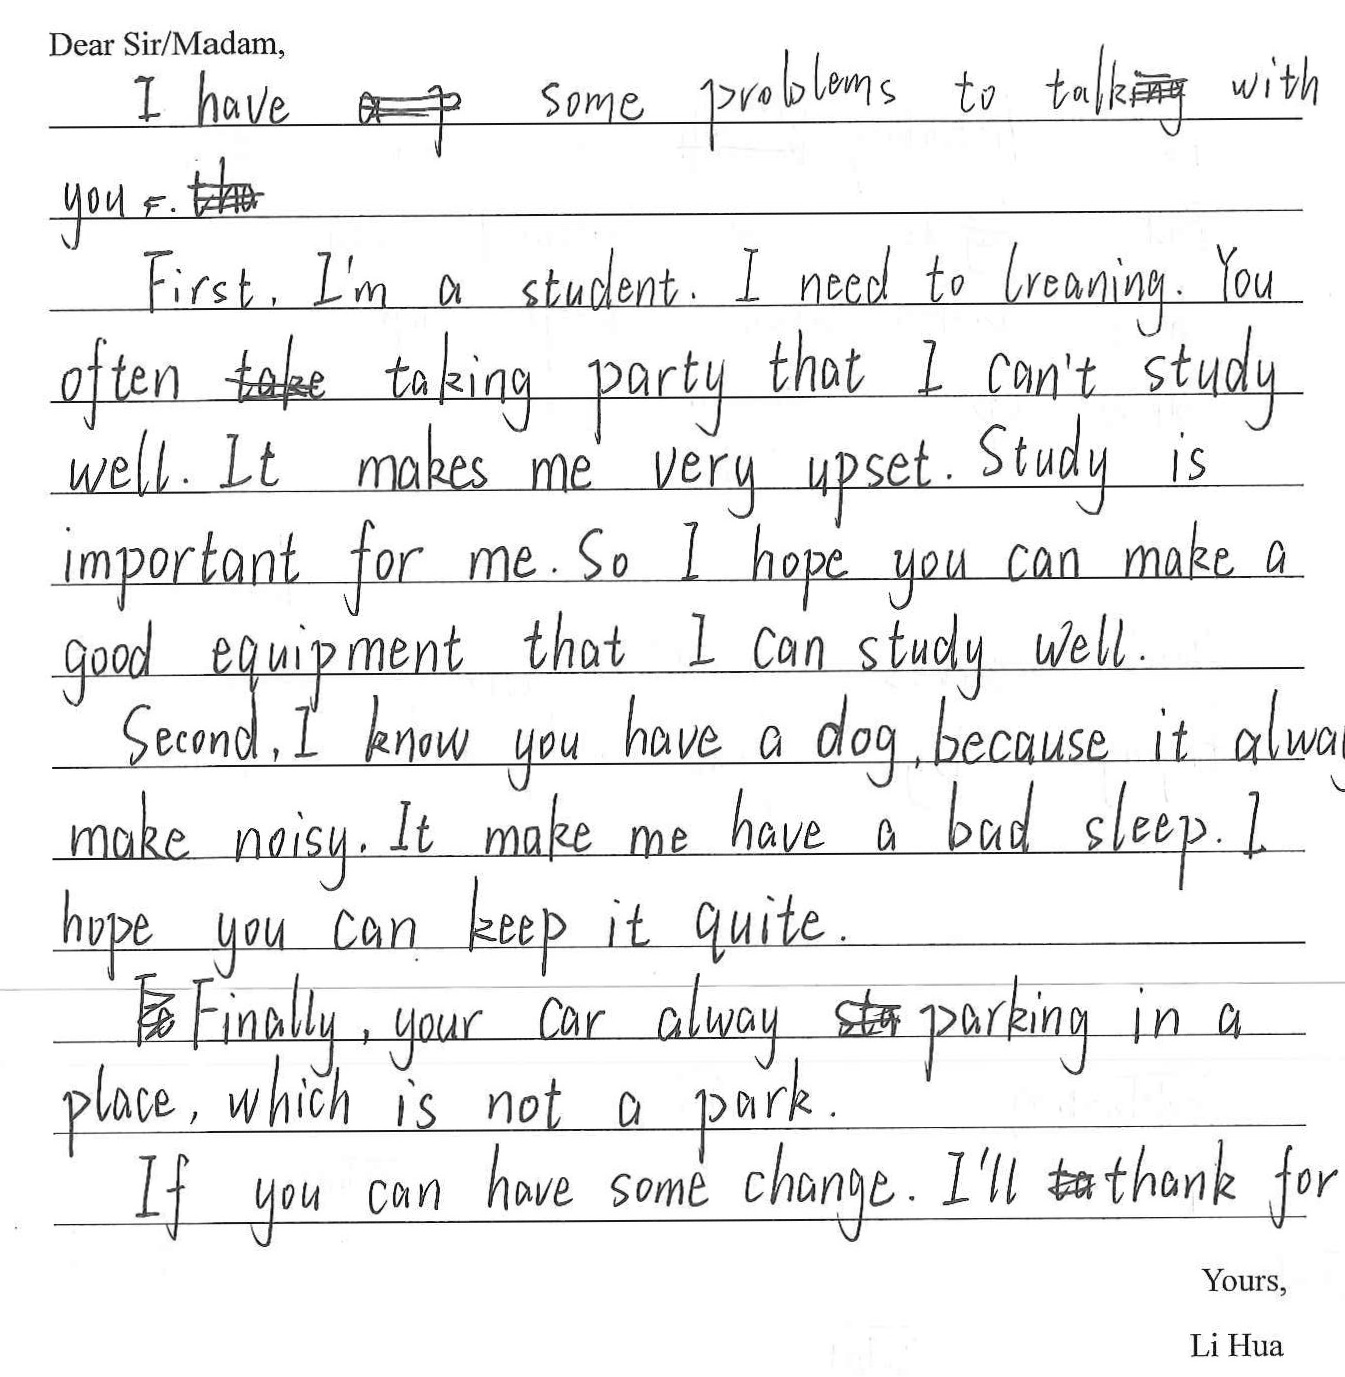 Dear Sir/Madam,
I have some problems to talk with
you.
First, I'm a student. I need to lreaning. You
often taking party that I can't study
well. It makes me very upset. Study is
important for me. So I hope you can make a
good equipment that I can study well.
Second, I know you have a dog, because it alway
make noisy. It make me have a bad sleep. I
hope you can keep it quite.
Finally, your car alway parking in a
place, which is not a park.
If you can have some change. I'll thank for
Yours,
Li Hua